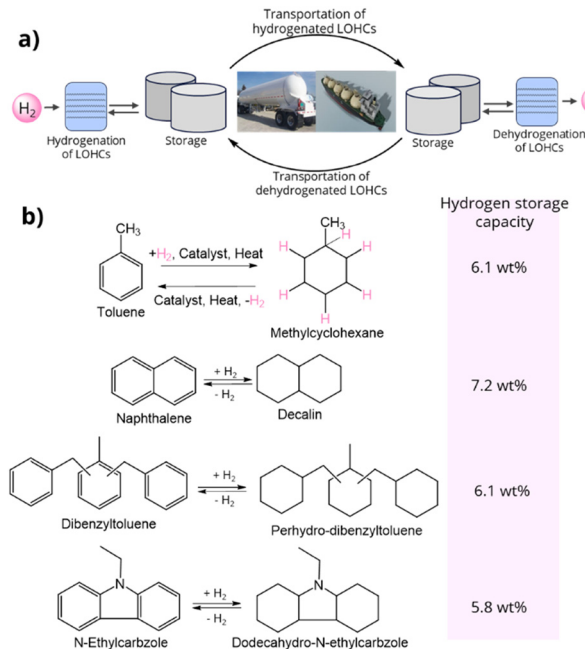 a)
Transportation of
hydrogenated LOHCs
H2
Hydrogenation
of LOHCs
Storage
Storage
Dehydrogenation
of LOHCs
Transportation of
dehydrogenated LOHCs
b)
Hydrogen storage
capacity
CH3
+H2, Catalyst, Heat
Catalyst, Heat, -H2
Toluene
CH3
H
H
H
H
H
H
Methylcyclohexane
6.1 wt%
+ H2
- H2
Naphthalene
Decalin
7.2 wt%
+ H2
- H2
Dibenzyltoluene
Perhydro-dibenzyltoluene
6.1 wt%
N
+ H2
- H2
N
N-Ethylcarbzole
Dodecahydro-N-ethylcarbzole
5.8 wt%